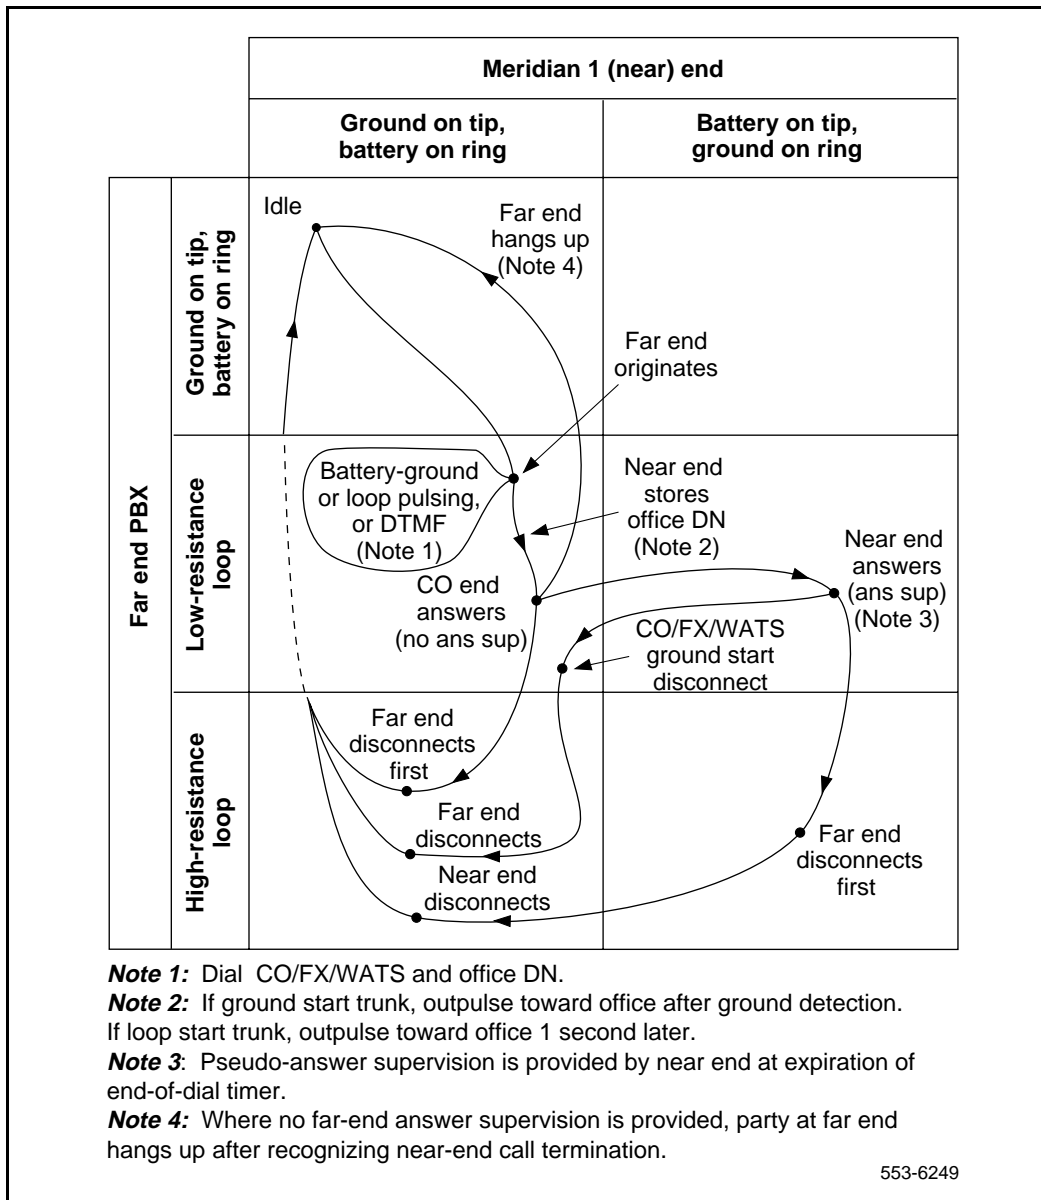 Meridian 1 (near) end
Ground on tip,
battery on ring
Battery on tip,
ground on ring
Far end PBX
Ground on tip,
battery on ring
Idle
Far end
hangs up
(Note 4)
Far end
originates
Low-resistance
loop
Battery-ground
or loop pulsing,
or DTMF
(Note 1)
Near end
stores
office DN
(Note 2)
CO end
answers
(no ans sup)
Near end
answers
(ans sup)
(Note 3)
CO/FX/WATS
ground start
disconnect
High-resistance
loop
Far end
disconnects
first
Far end
disconnects
Near end
disconnects
Far end
disconnects
first
Note 1: Dial CO/FX/WATS and office DN.
Note 2: If ground start trunk, outpulse toward office after ground detection.
If loop start trunk, outpulse toward office 1 second later.
Note 3: Pseudo-answer supervision is provided by near end at expiration of
end-of-dial timer.
Note 4: Where no far-end answer supervision is provided, party at far end
hangs up after recognizing near-end call termination.
553-6249